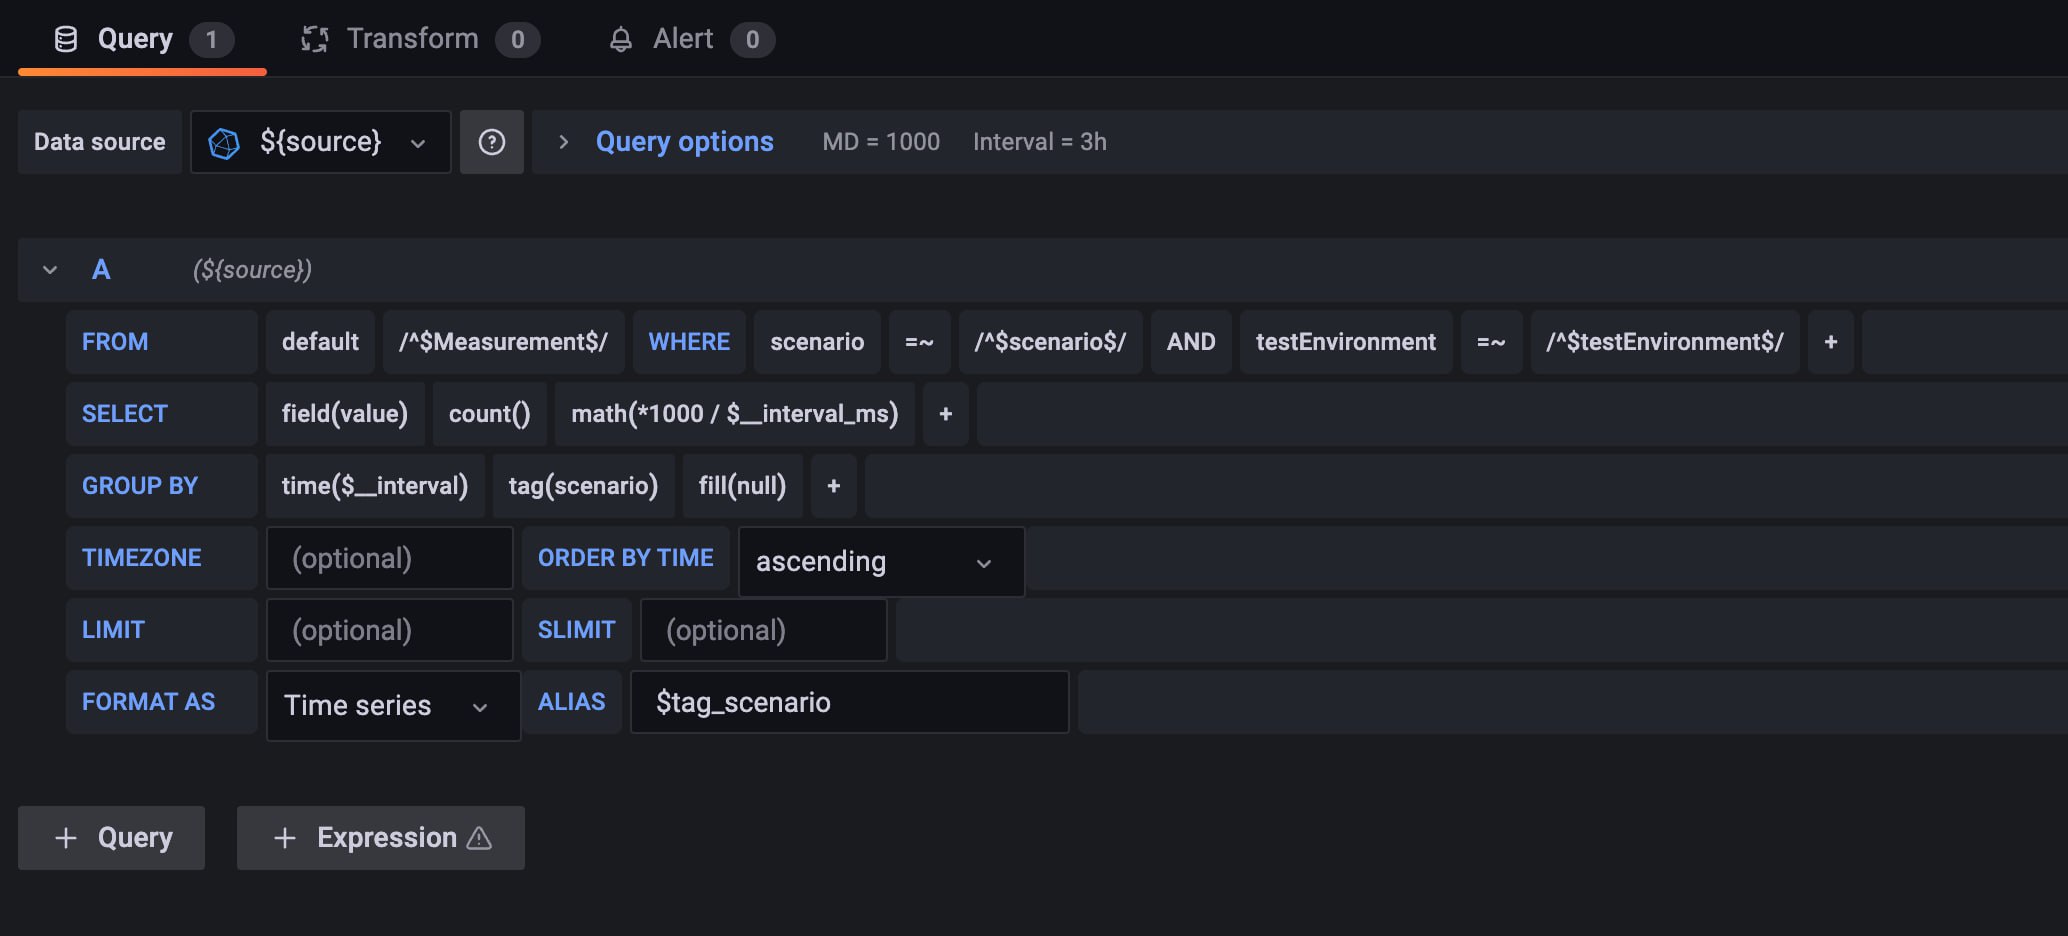 Query 1 Transform 0 Alert 0
Data source ${source} ? > Query options MD = 1000 Interval = 3h
A (${source})
FROM default /^$Measurement$/ WHERE scenario =~ /^$scenario$/ AND testEnvironment =~ /^$testEnvironment$/ +
SELECT field(value) count() math(*1000 / $__interval_ms) +
GROUP BY time($__interval) tag(scenario) fill(null) +
TIMEZONE (optional) ORDER BY TIME ascending
LIMIT (optional) SLIMIT (optional)
FORMAT AS Time series ALIAS $tag_scenario
+ Query + Expression